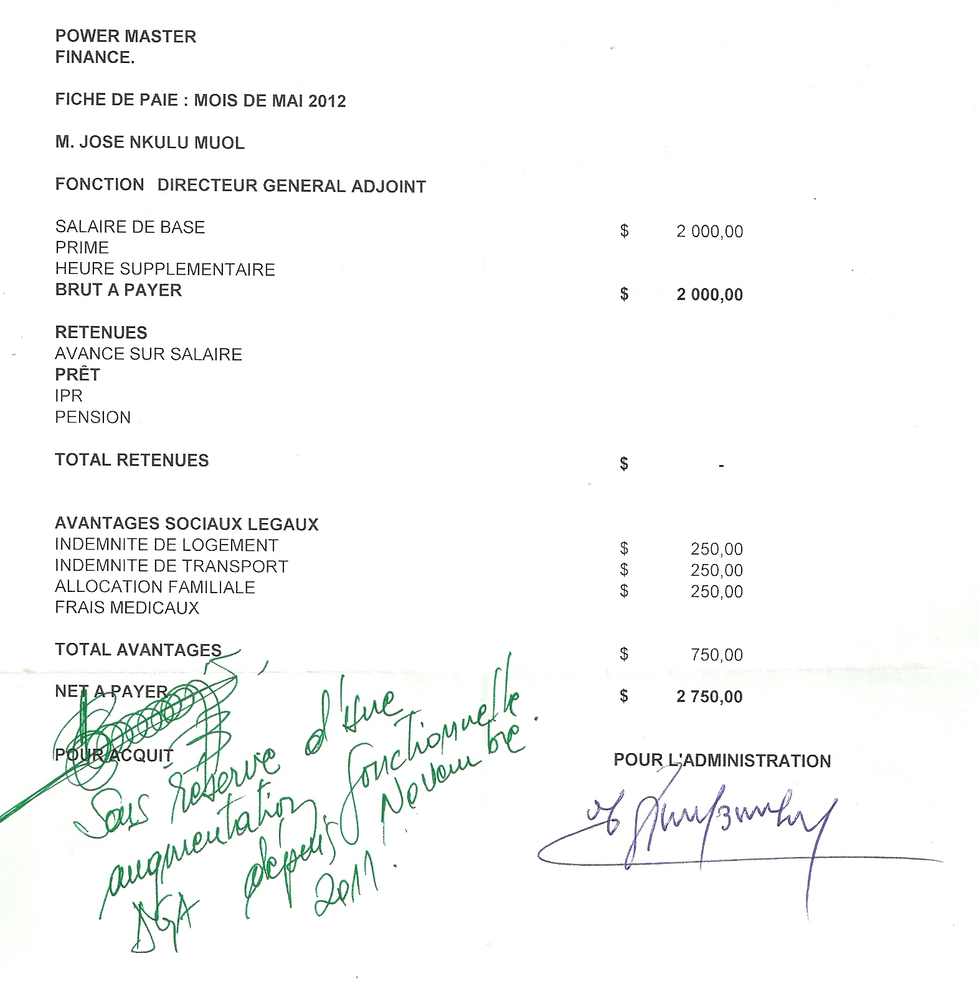 POWER MASTER
FINANCE.
FICHE DE PAIE : MOIS DE MAI 2012
M. JOSE NKULU MUOL
FONCTION DIRECTEUR GENERAL ADJOINT
SALAIRE DE BASE $ 2 000,00
PRIME
HEURE SUPPLEMENTAIRE
BRUT A PAYER $ 2 000,00
RETENUES
AVANCE SUR SALAIRE
PRÊT
IPR
PENSION
TOTAL RETENUES $ -
AVANTAGES SOCIAUX LEGAUX
INDEMNITE DE LOGEMENT $ 250,00
INDEMNITE DE TRANSPORT $ 250,00
ALLOCATION FAMILIALE $ 250,00
FRAIS MEDICAUX
TOTAL AVANTAGES $ 750,00
NET A PAYER $ 2 750,00
POUR ACQUIT POUR L'ADMINISTRATION
Sous réserve d'une
augmentation fonctionnelle.
DGA depuis Novembre
2011.